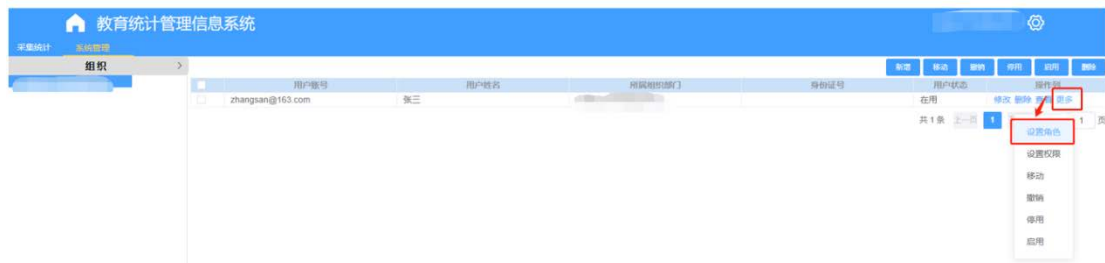 教育统计管理信息系统
采集统计 系统管理
组织 >
新增 移动 撤销 停用 启用 删除
用户账号 用户姓名 所属组织部门 身份证号 用户状态 操作列
zhangsan@163.com 张三 在用 修改 删除 查看 更多
共 1 条 上一页 1 1 页
设置角色
设置权限
移动
撤销
停用
启用